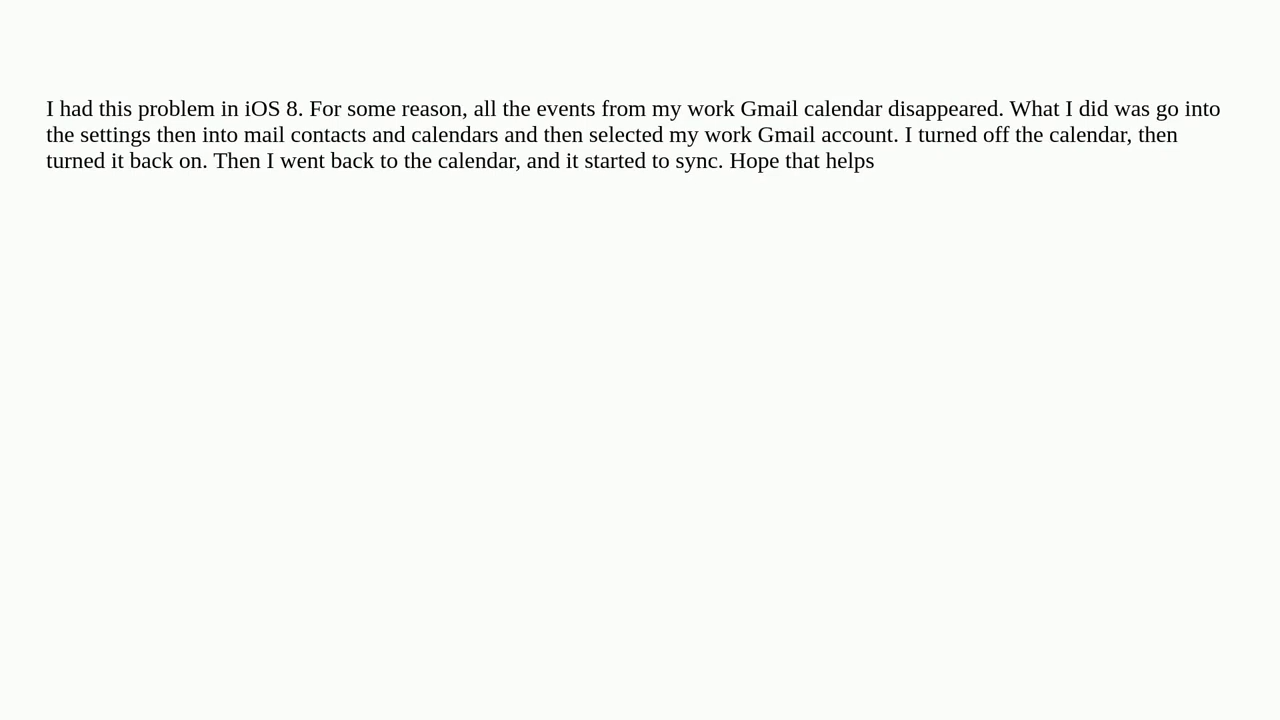 I had this problem in iOS 8. For some reason, all the events from my work Gmail calendar disappeared. What I did was go into
the settings then into mail contacts and calendars and then selected my work Gmail account. I turned off the calendar, then
turned it back on. Then I went back to the calendar, and it started to sync. Hope that helps